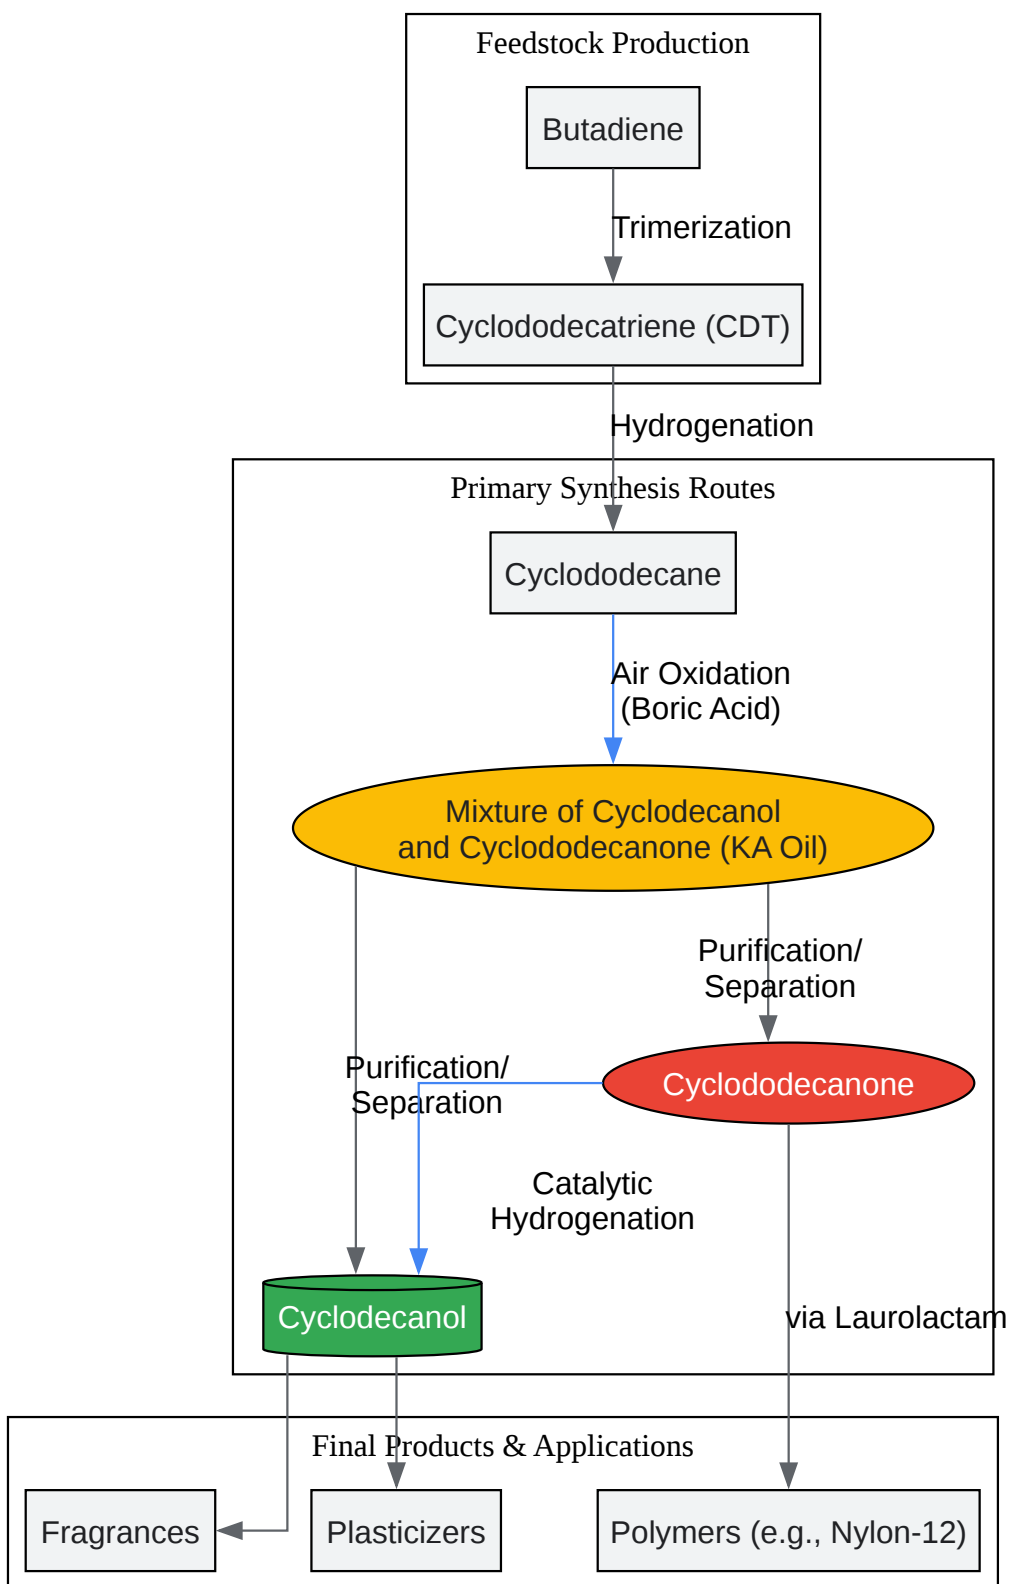 Feedstock Production
Butadiene
Trimerization
Cyclododecatriene (CDT)
Hydrogenation
Primary Synthesis Routes
Cyclododecane
Air Oxidation
(Boric Acid)
Mixture of Cyclodecanol
and Cyclododecanone (KA Oil)
Purification/
Separation
Cyclododecanone
Purification/
Separation
Catalytic
Hydrogenation
Cyclodecanol
via Laurolactam
Final Products & Applications
Fragrances
Plasticizers
Polymers (e.g., Nylon-12)